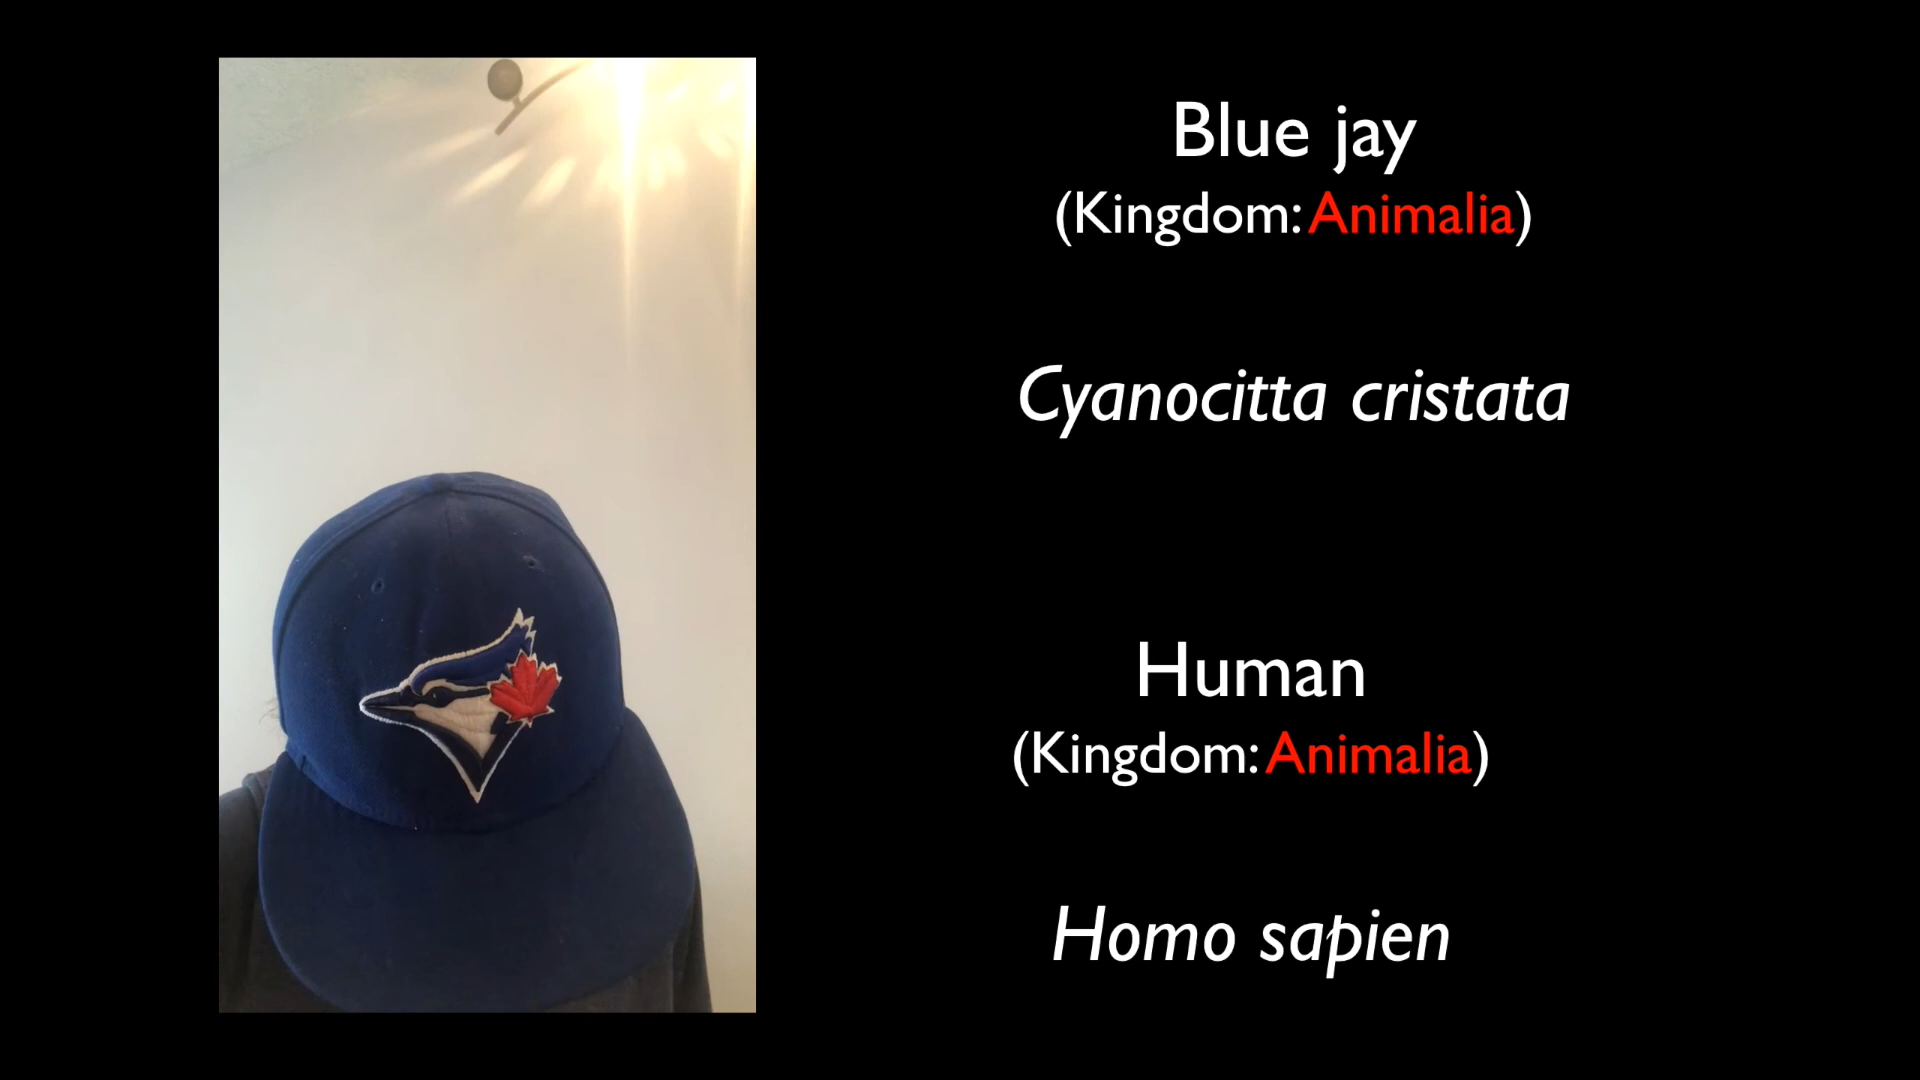 Blue jay
(Kingdom: Animalia)
Cyanocitta cristata
Human
(Kingdom: Animalia)
Homo sapien